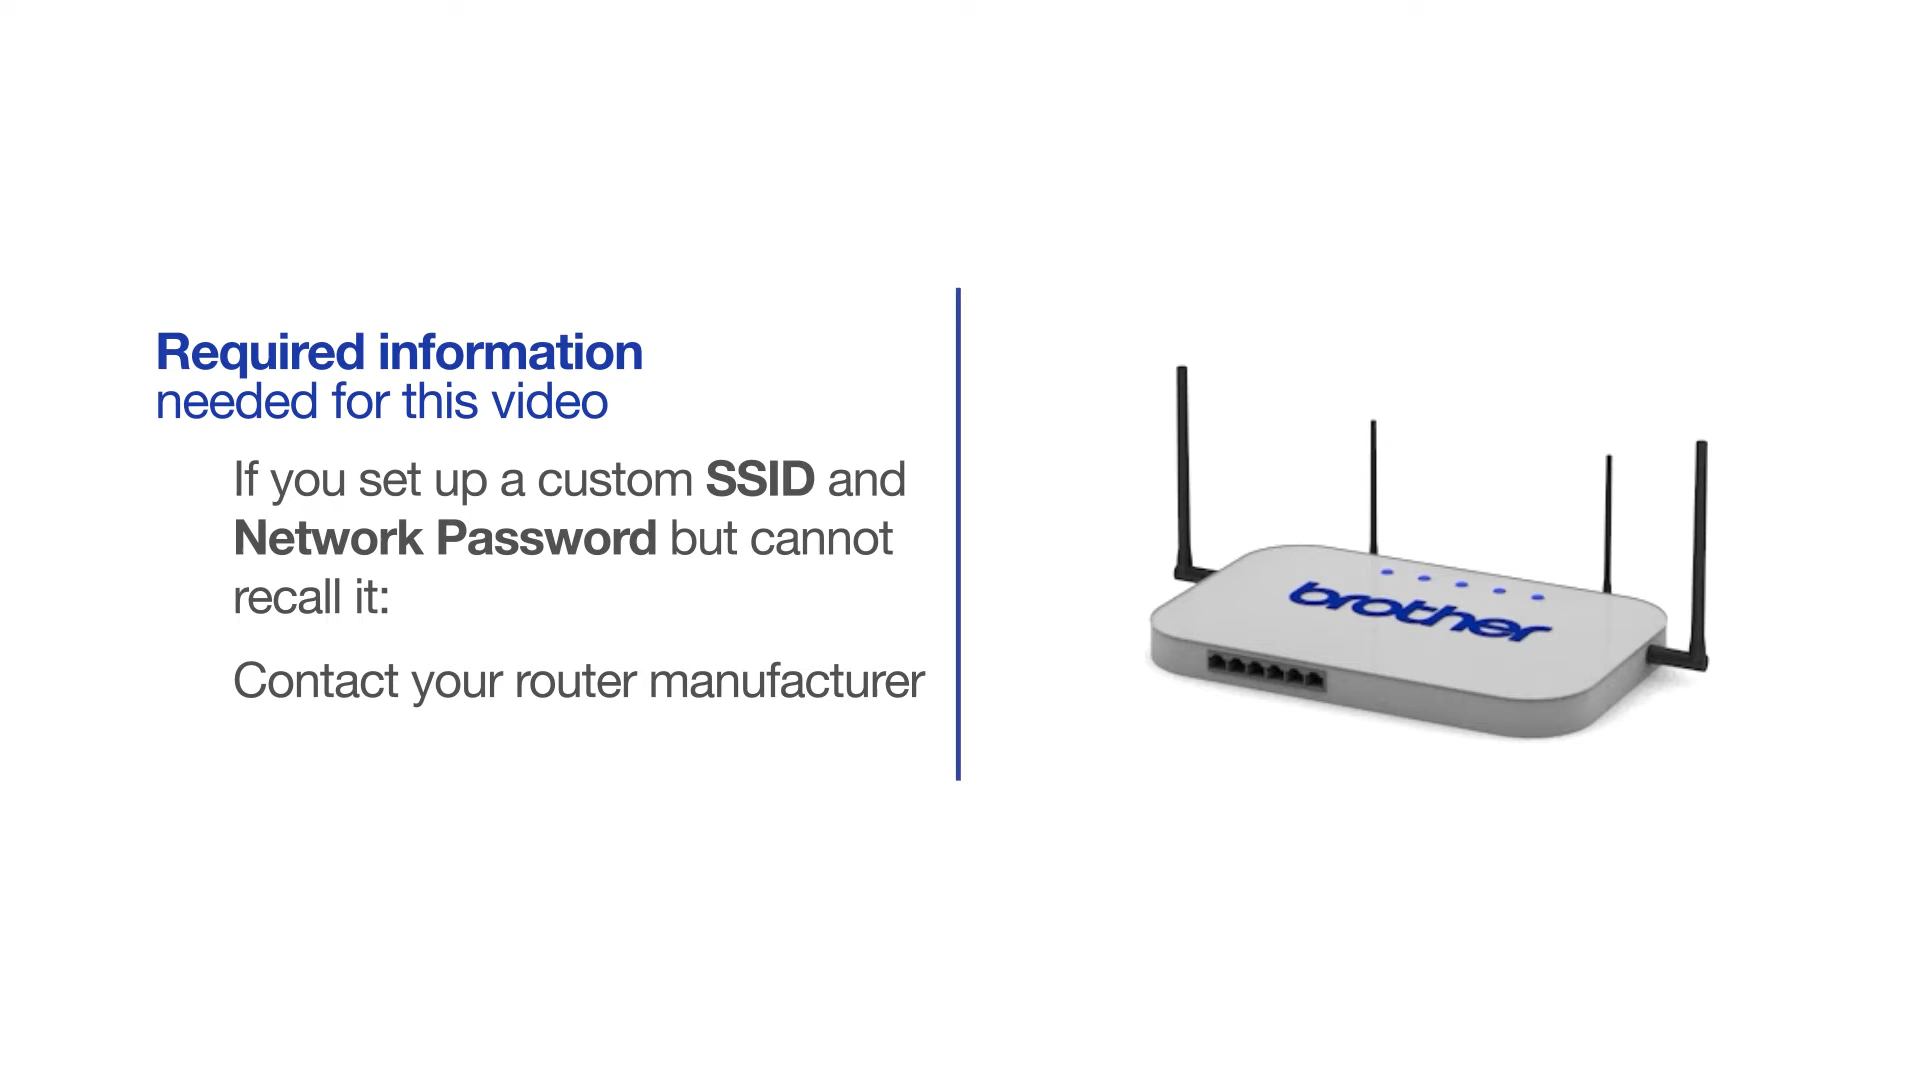 Required information
needed for this video
If you set up a custom SSID and
Network Password but cannot
recall it:
Contact your router manufacturer
brother